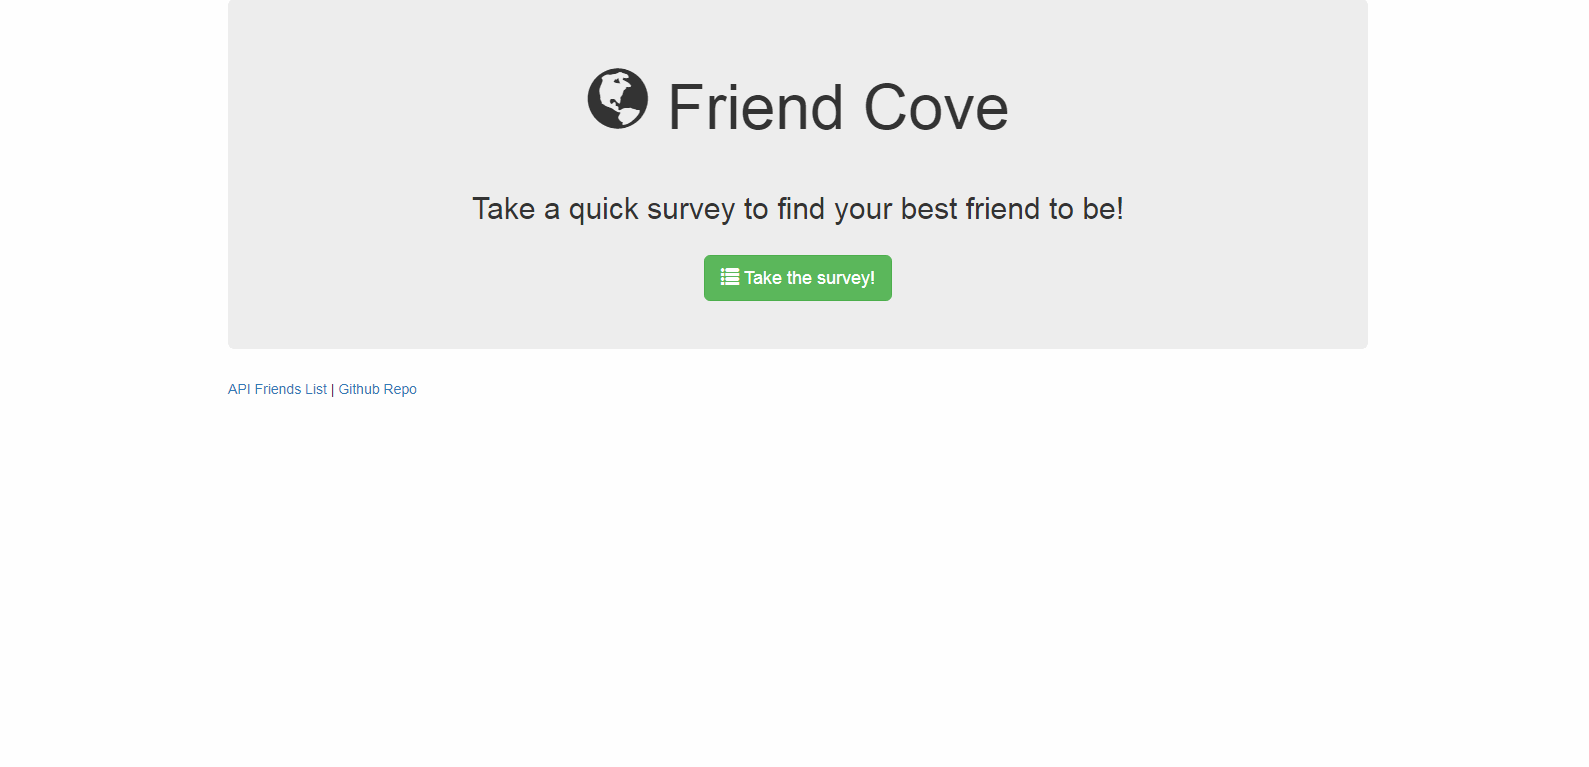 Friend Cove
Take a quick survey to find your best friend to be!
Take the survey!
API Friends List | Github Repo